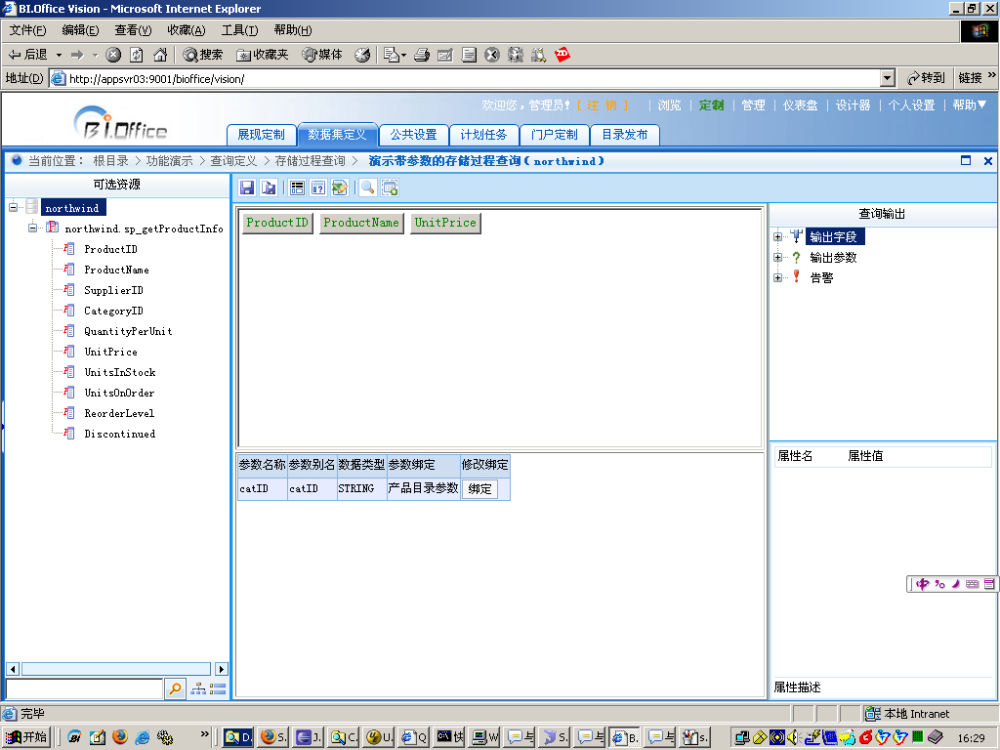 BI.Office Vision - Microsoft Internet Explorer
文件(F) 编辑(E) 查看(V) 收藏(A) 工具(T) 帮助(H)
后退 搜索 收藏夹 媒体
地址(D) http://appsvr03:9001/bioffice/vision/ 转到 链接 »
欢迎您,管理员! [ 注 销 ] | 浏览 | 定制 | 管理 | 仪表盘 | 设计器 | 个人设置 | 帮助▼
BI.Office
展现定制 数据集定义 公共设置 计划任务 门户定制 目录发布
当前位置: 根目录 > 功能演示 > 查询定义 > 存储过程查询 > 演示带参数的存储过程查询(northwind)
可选资源
northwind
northwind.sp_getProductInfo
ProductID
ProductName
SupplierID
CategoryID
QuantityPerUnit
UnitPrice
UnitsInStock
UnitsOnOrder
ReorderLevel
Discontinued
ProductID ProductName UnitPrice
参数名称 参数别名 数据类型 参数绑定 修改绑定
catID catID STRING 产品目录参数 绑定
查询输出
输出字段
输出参数
告警
属性名 属性值
属性描述
中
完毕 本地 Intranet
开始 » D. S. J. C. U. Q 快 W 与 S. 与 B. 与 s. 16:29